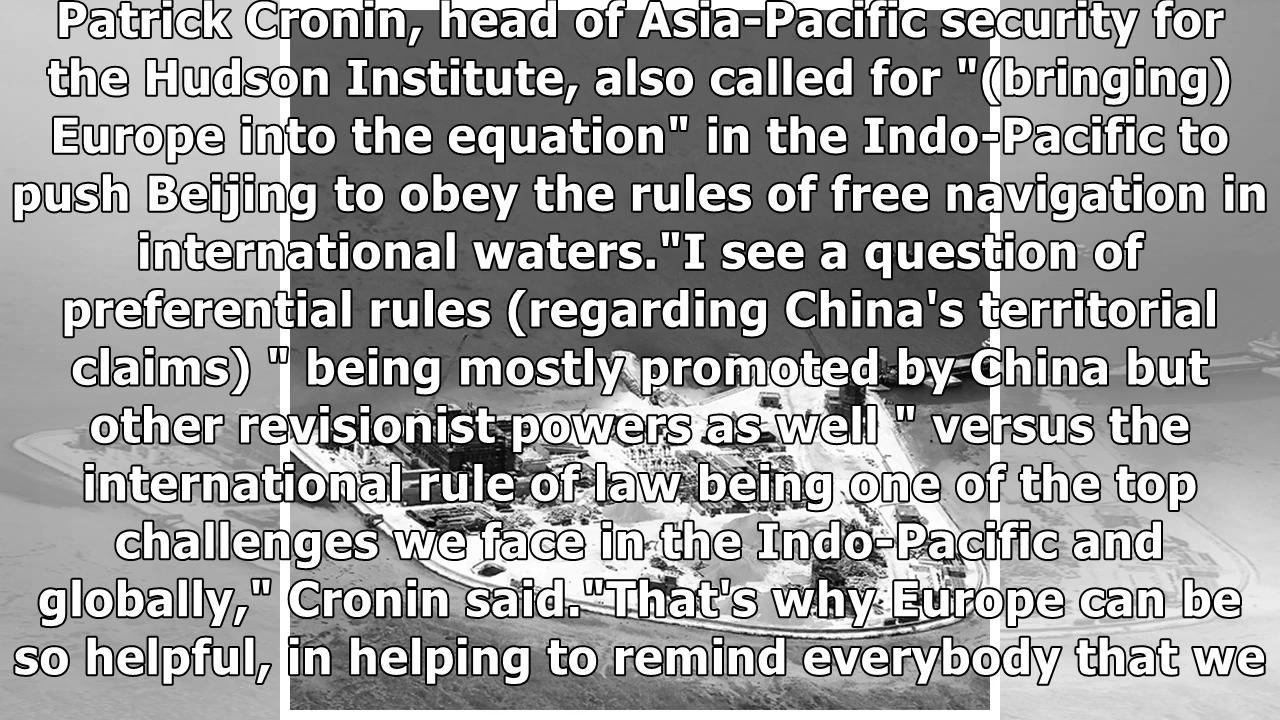 Patrick Cronin, head of Asia-Pacific security for
the Hudson Institute, also called for "(bringing)
Europe into the equation" in the Indo-Pacific to
push Beijing to obey the rules of free navigation in
international waters."I see a question of
preferential rules (regarding China's territorial
claims) " being mostly promoted by China but
other revisionist powers as well " versus the
international rule of law being one of the top
challenges we face in the Indo-Pacific and
globally," Cronin said."That's why Europe can be
so helpful, in helping to remind everybody that we